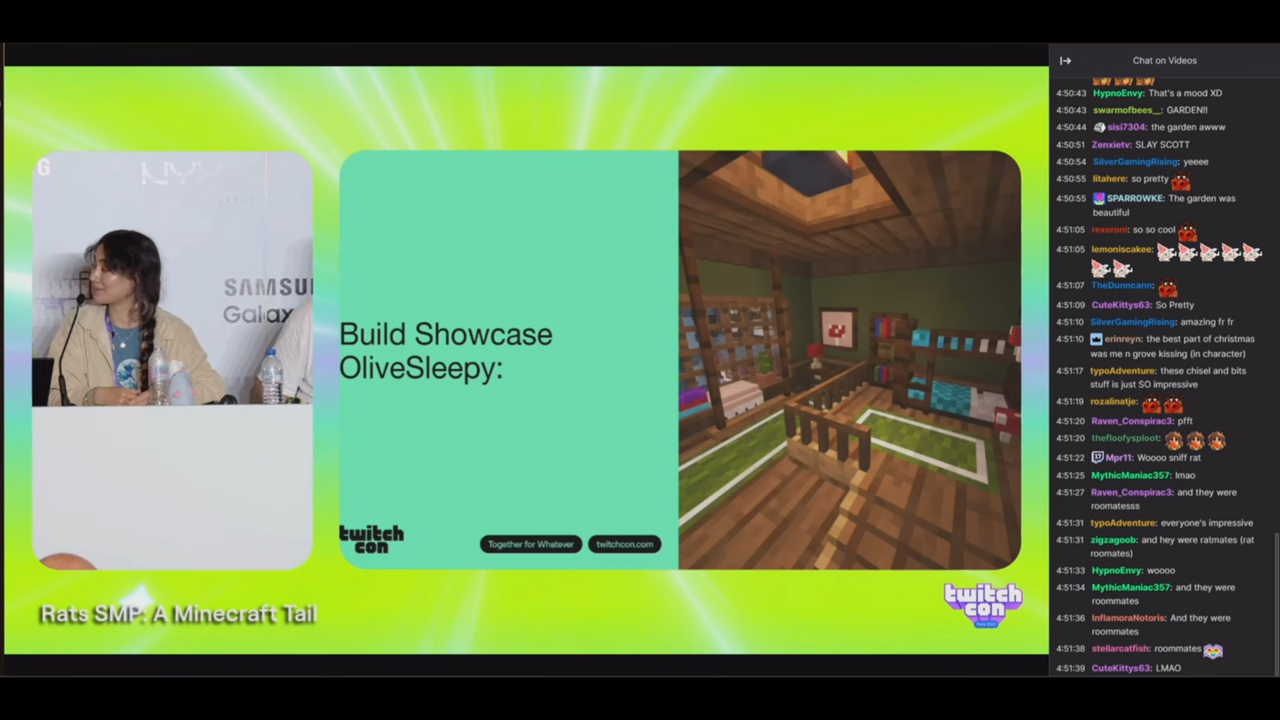 G
NYX
SAMSU
Galax
Build Showcase
OliveSleepy:
twitch
con
Together for Whatever
twitchcon.com
Rats SMP: A Minecraft Tail
twitch
con
Chat on Videos
4:50:43 HypnoEnvy: That's a mood XD
4:50:43 swarmofbees__: GARDEN!!
4:50:44 sisi7304: the garden awww
4:50:51 Zenxietv: SLAY SCOTT
4:50:54 SilverGamingRising: yeeee
4:50:55 litahere: so pretty
4:50:55 SPARR0WKE: The garden was
beautiful
4:51:05 rexoroni: so so cool
4:51:05 lemoniscakee:
4:51:07 TheDunncann:
4:51:09 CuteKittys63: So Pretty
4:51:10 SilverGamingRising: amazing fr fr
4:51:10 erinreyn: the best part of christmas
was me n grove kissing (in character)
4:51:17 typoAdventure: these chisel and bits
stuff is just SO impressive
4:51:19 rozalinatje:
4:51:20 Raven_Conspirac3: pfft
4:51:20 thefloofysploot:
4:51:22 Mpr11: Woooo sniff rat
4:51:25 MythicManiac357: lmao
4:51:27 Raven_Conspirac3: and they were
roomatesss
4:51:31 typoAdventure: everyone's impressive
4:51:31 zigzagoob: and hey were ratmates (rat
roomates)
4:51:33 HypnoEnvy: woooo
4:51:34 MythicManiac357: and they were
roommates
4:51:36 InflamoraNotoris: And they were
roommates
4:51:38 stellarcatfish: roommates
4:51:39 CuteKittys63: LMAO